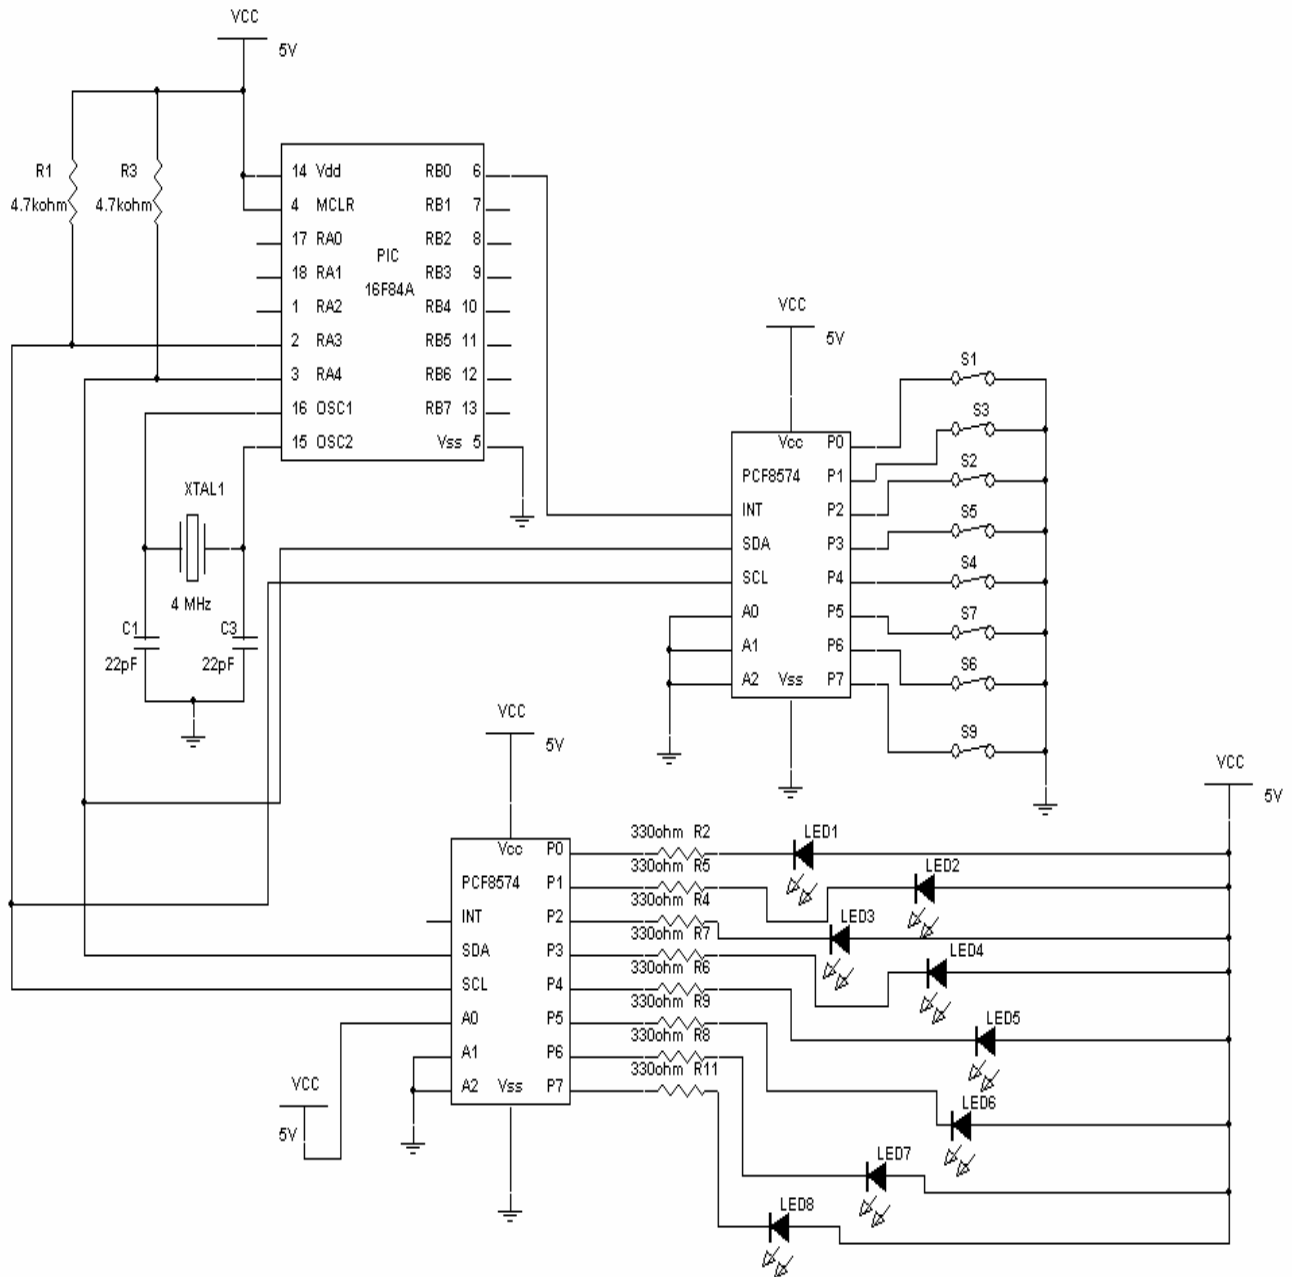 VCC
5V
R1
4.7kohm
R3
4.7kohm
14 Vdd RB0 6
4 MCLR RB1 7
17 RA0 RB2 8
PIC
18 RA1 RB3 9
16F84A
1 RA2 RB4 10
2 RA3 RB5 11
3 RA4 RB6 12
16 OSC1 RB7 13
15 OSC2 Vss 5
XTAL1
4 MHz
C1
22pF
C3
22pF
VCC
5V
Vcc P0
PCF8574 P1
INT P2
SDA P3
SCL P4
A0 P5
A1 P6
A2 Vss P7
S1
S3
S2
S5
S4
S7
S6
S9
VCC
5V
Vcc P0
PCF8574 P1
INT P2
SDA P3
SCL P4
A0 P5
A1 P6
A2 Vss P7
VCC
5V
330ohm R2
330ohm R5
330ohm R4
330ohm R7
330ohm R6
330ohm R9
330ohm R8
330ohm R11
VCC
5V
LED1
LED2
LED3
LED4
LED5
LED6
LED7
LED8